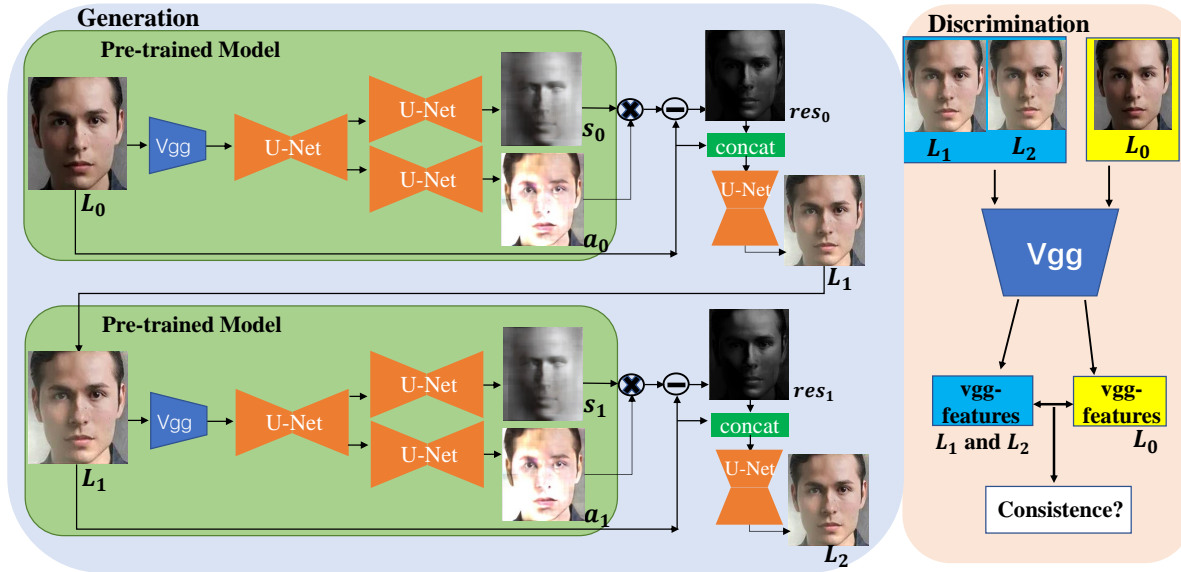 Generation
Pre-trained Model
L₀
Vgg
U-Net
U-Net
U-Net
s₀
a₀
res₀
concat
U-Net
L₁
Pre-trained Model
L₁
Vgg
U-Net
U-Net
U-Net
s₁
a₁
res₁
concat
U-Net
L₂
Discrimination
L₁ L₂
L₀
Vgg
vgg-
features
L₁ and L₂
vgg-
features
L₀
Consistence?